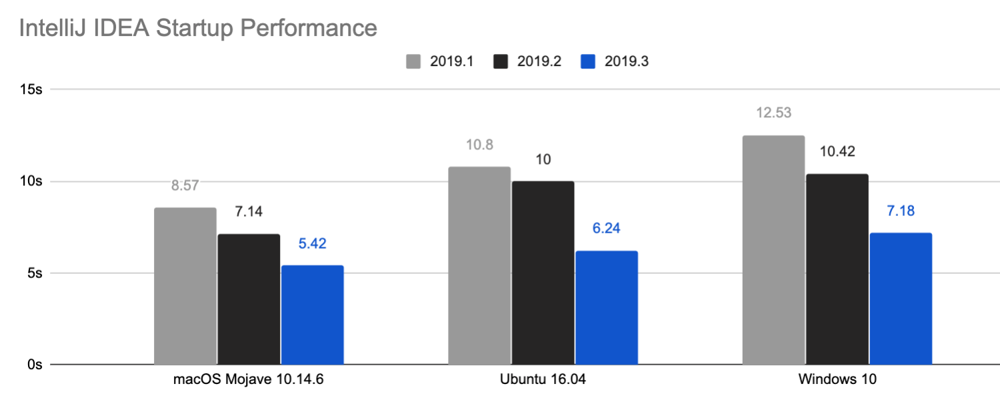 IntelliJ IDEA Startup Performance
2019.1 2019.2 2019.3
15s
12.53
10.8
10.42
10
10s
8.57
7.14
7.18
6.24
5.42
5s
0s
macOS Mojave 10.14.6 Ubuntu 16.04 Windows 10